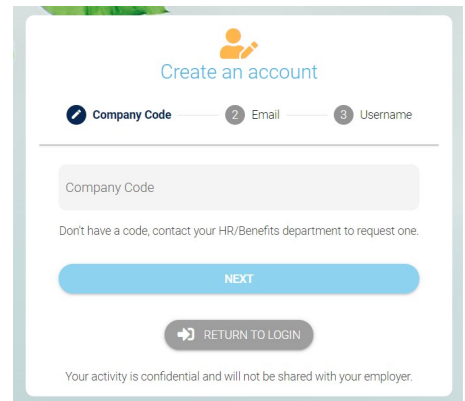 Create an account
Company Code 2 Email 3 Username
Company Code
Don't have a code, contact your HR/Benefits department to request one.
NEXT
RETURN TO LOGIN
Your activity is confidential and will not be shared with your employer.